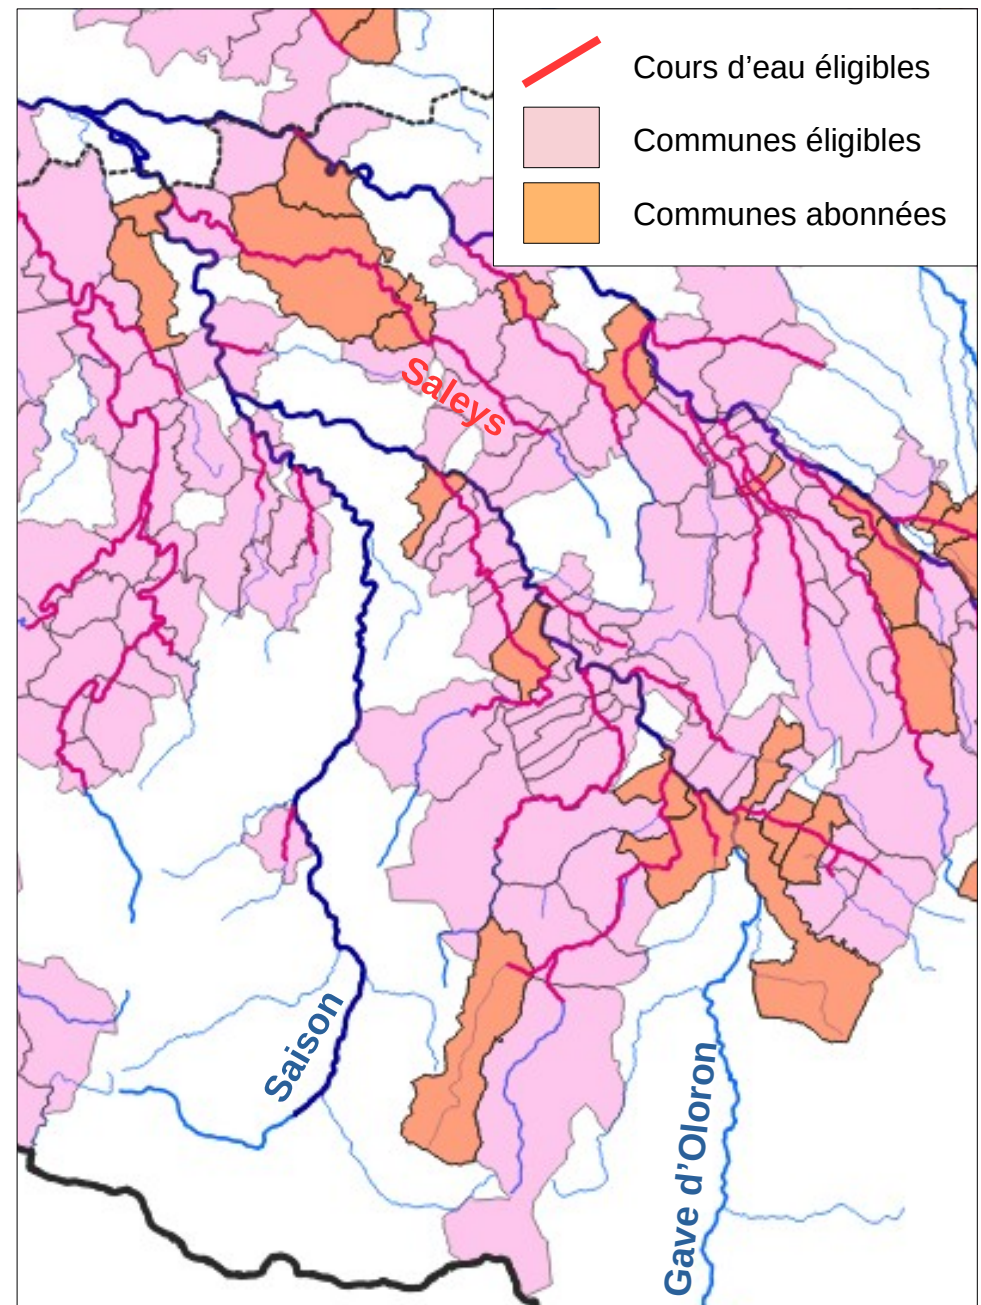 Cours d’eau éligibles
Communes éligibles
Communes abonnées
Saleys
Saison
Gave d’Oloron